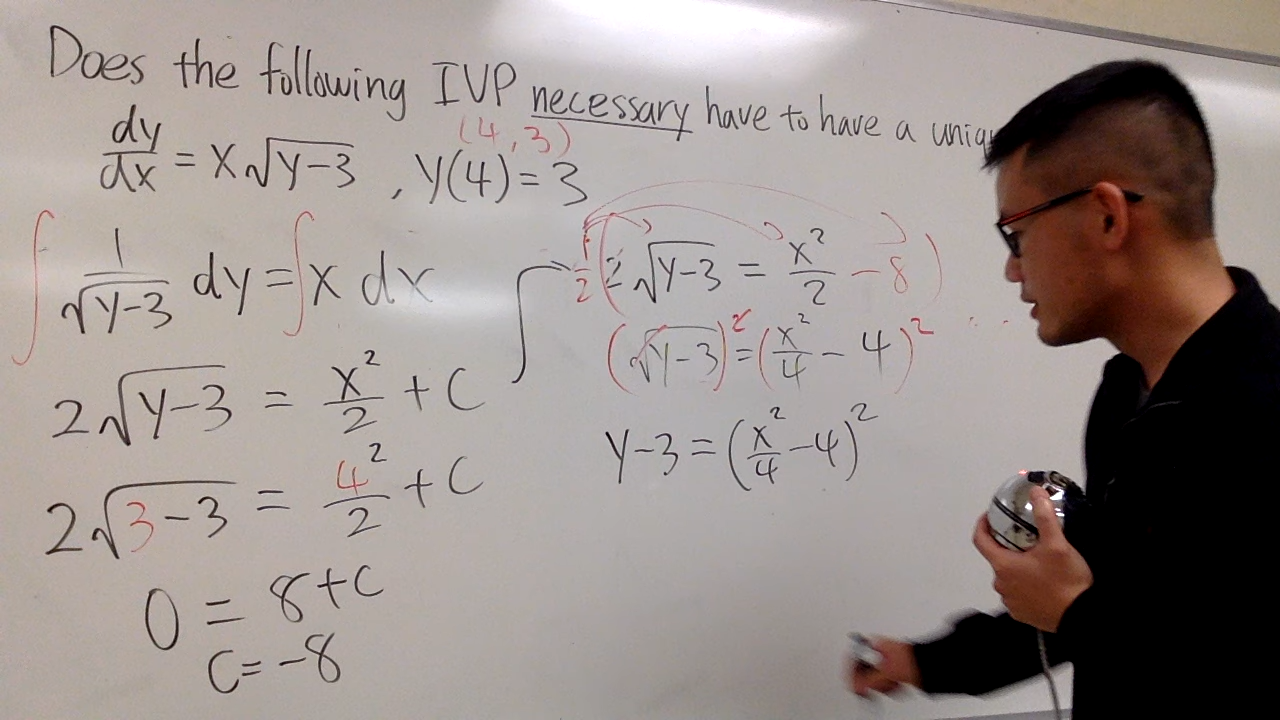 Does the following IVP necessary have to have a
(4,3)
dy/dx = x√(y-3) , y(4) = 3
∫ 1/√(y-3) dy = ∫ x dx
2√(y-3) = x²/2 + C
2√(3-3) = 4²/2 + C
0 = 8+C
C = -8
1/2 (2√(y-3) = x²/2 - 8) ...
(√(y-3))² = (x²/4 - 4)²
y-3 = (x²/4 - 4)²